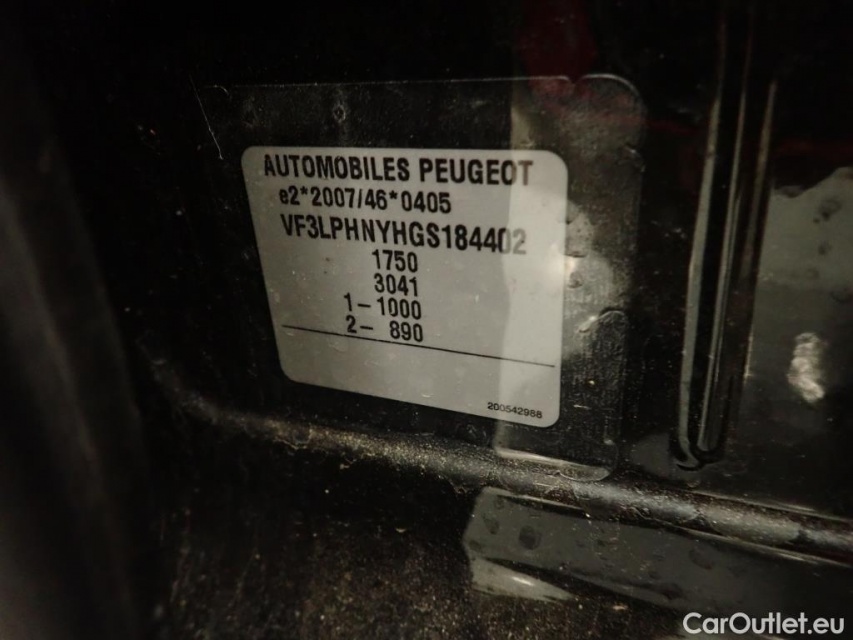 AUTOMOBILES PEUGEOT
e2*2007/46*0405
VF3LPHNYHGS184402
1750
3041
1- 1000
2- 890
200542988
CarOutlet.eu